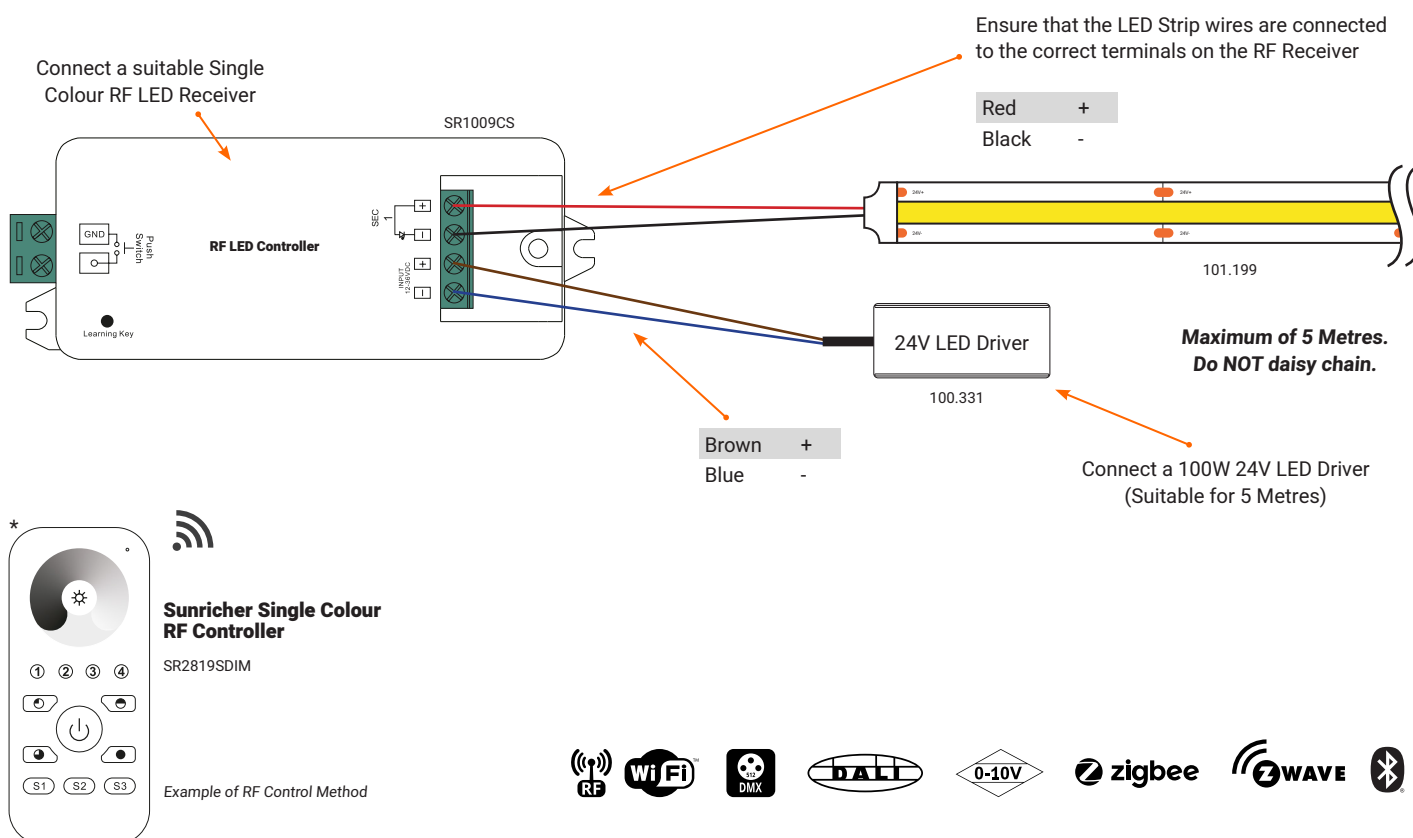 Ensure that the LED Strip wires are connected
to the correct terminals on the RF Receiver
Connect a suitable Single
Colour RF LED Receiver
Red +
Black -
SR1009CS
GND
Push
Switch
RF LED Controller
Learning Key
SEC
1
+
−
+
−
INPUT
12-36VDC
24V+
24V+
24V-
24V-
101.199
24V LED Driver
100.331
Maximum of 5 Metres.
Do NOT daisy chain.
Brown +
Blue -
Connect a 100W 24V LED Driver
(Suitable for 5 Metres)
*
Sunricher Single Colour
RF Controller
SR2819SDIM
1 2 3 4
S1 S2 S3
Example of RF Control Method
RF
WiFi™
512
DMX
DALI
0-10V
zigbee
Z WAVE